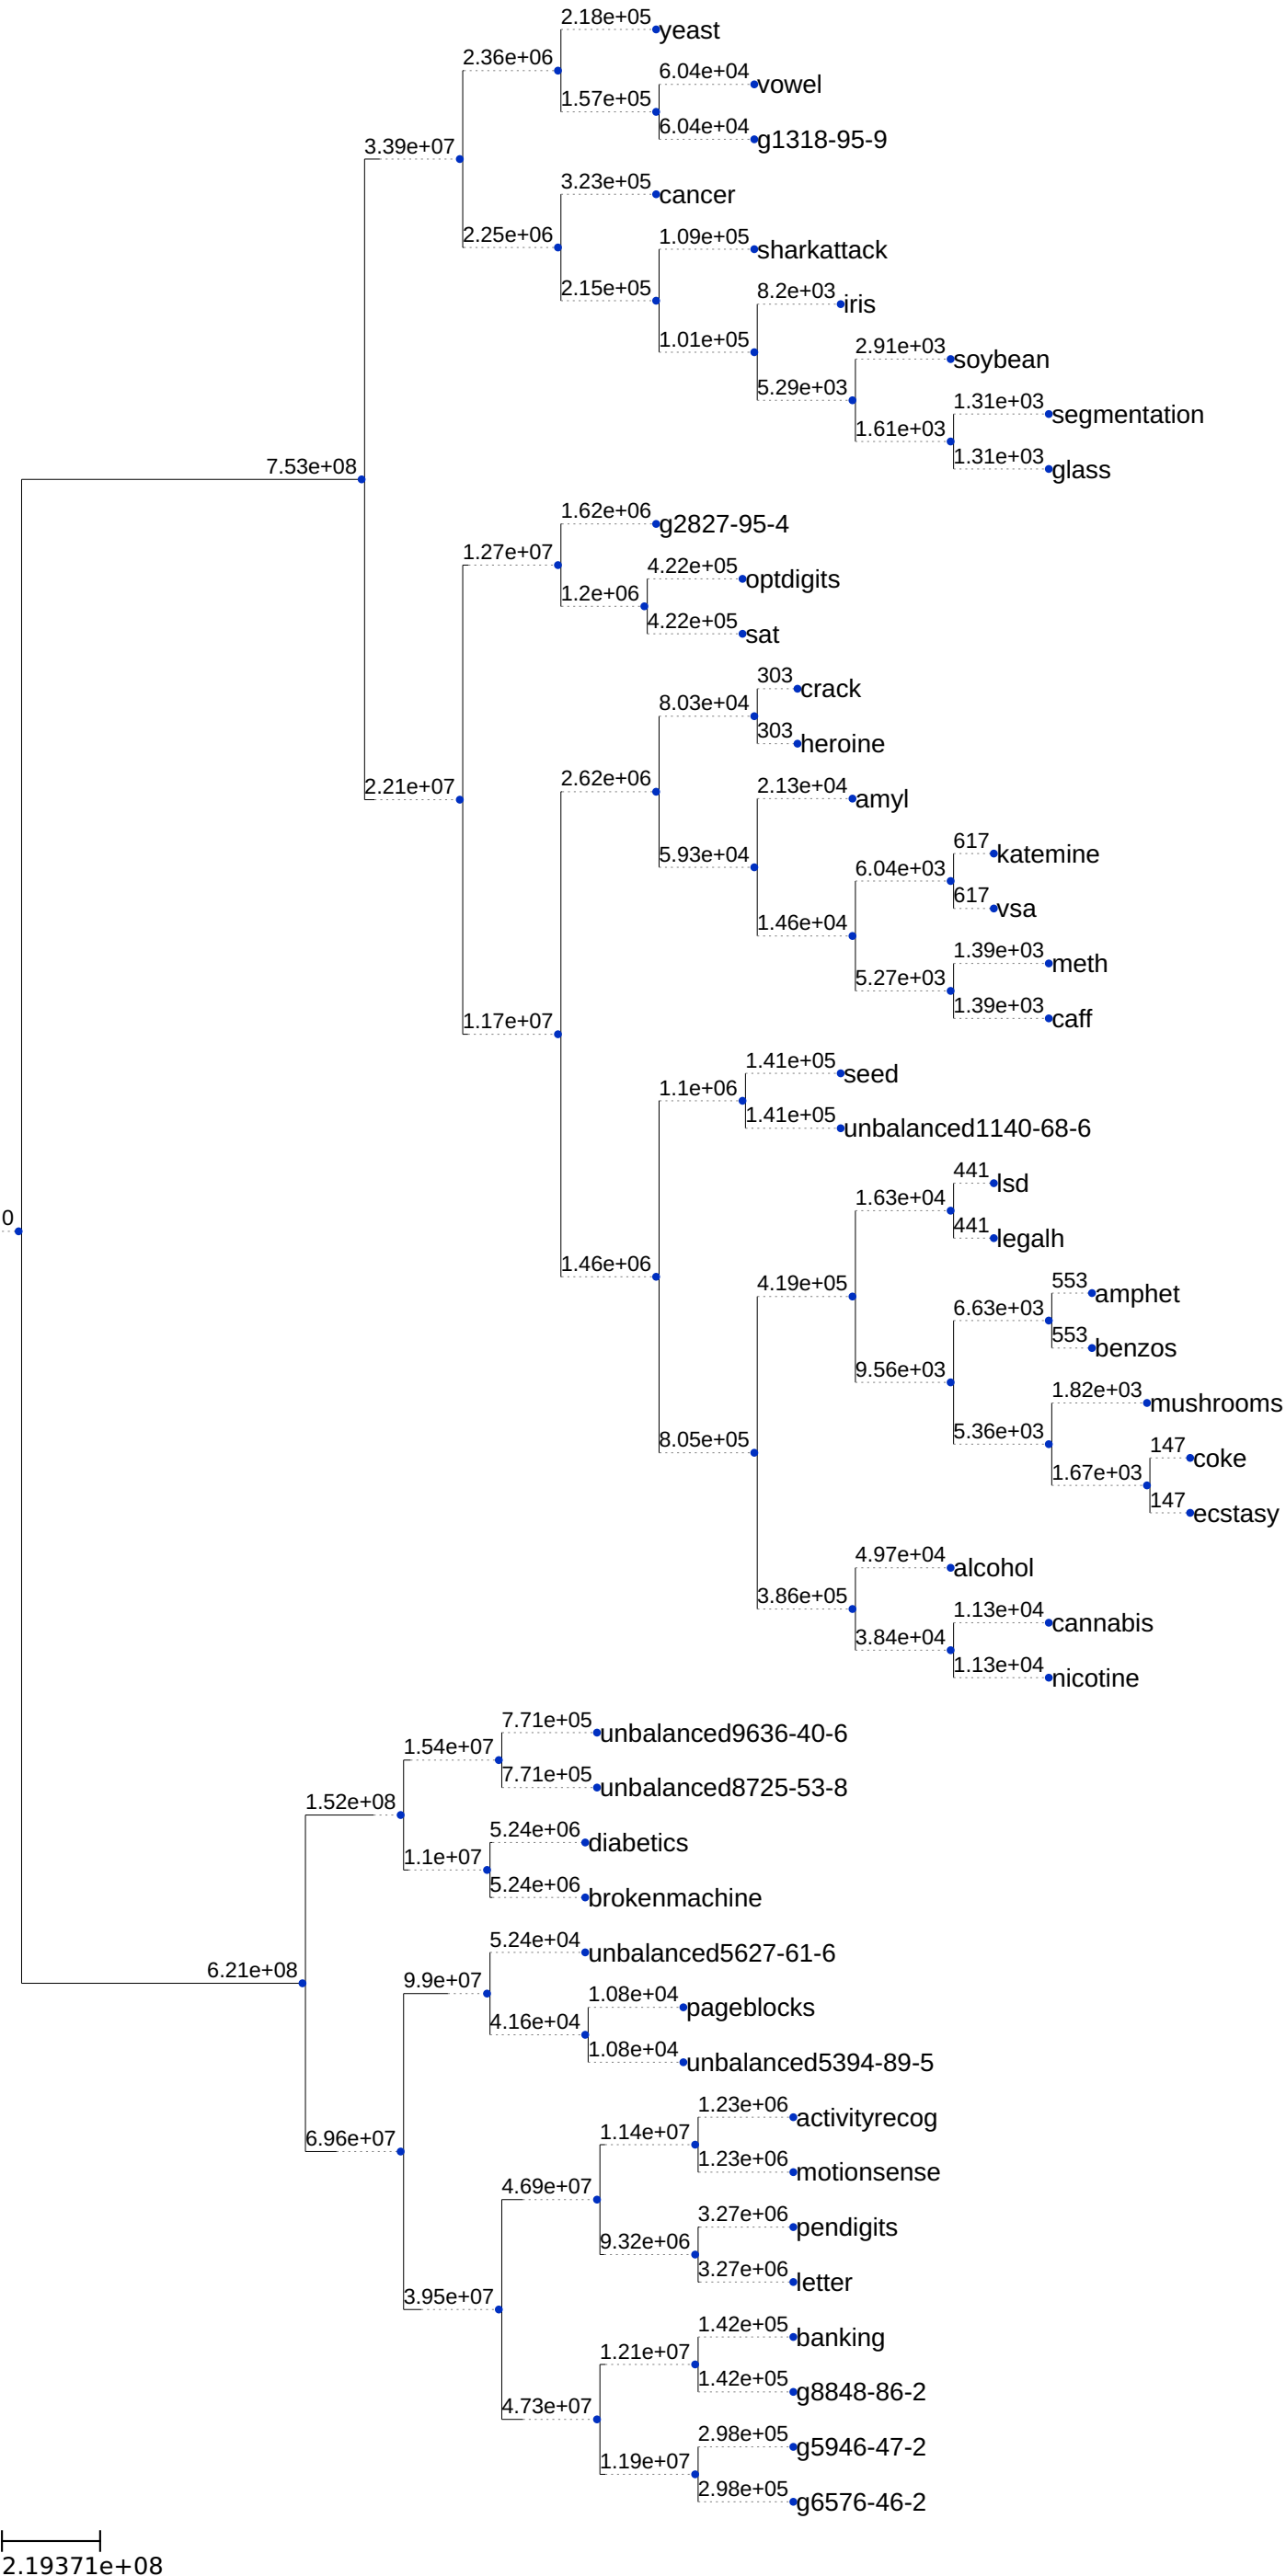 2.18e+05 yeast
2.36e+06
6.04e+04 vowel
1.57e+05
6.04e+04 g1318-95-9
3.39e+07
3.23e+05 cancer
2.25e+06
1.09e+05 sharkattack
2.15e+05
8.2e+03 iris
1.01e+05
2.91e+03 soybean
5.29e+03
1.31e+03 segmentation
1.61e+03
1.31e+03 glass
7.53e+08
1.62e+06 g2827-95-4
1.27e+07
4.22e+05 optdigits
1.2e+06
4.22e+05 sat
303 crack
8.03e+04
303 heroine
2.62e+06
2.21e+07
2.13e+04 amyl
5.93e+04
617 katemine
6.04e+03
617 vsa
1.46e+04
1.39e+03 meth
5.27e+03
1.39e+03 caff
1.17e+07
1.41e+05 seed
1.1e+06
1.41e+05 unbalanced1140-68-6
441 lsd
1.63e+04
441 legalh
0
1.46e+06
4.19e+05
553 amphet
6.63e+03
553 benzos
9.56e+03
1.82e+03 mushrooms
5.36e+03
8.05e+05
147 coke
1.67e+03
147 ecstasy
4.97e+04 alcohol
3.86e+05
1.13e+04 cannabis
3.84e+04
1.13e+04 nicotine
7.71e+05 unbalanced9636-40-6
1.54e+07
7.71e+05 unbalanced8725-53-8
1.52e+08
5.24e+06 diabetics
1.1e+07
5.24e+06 brokenmachine
5.24e+04 unbalanced5627-61-6
6.21e+08
9.9e+07
1.08e+04 pageblocks
4.16e+04
1.08e+04 unbalanced5394-89-5
1.23e+06 activityrecog
1.14e+07
6.96e+07
1.23e+06 motionsense
4.69e+07
3.27e+06 pendigits
9.32e+06
3.27e+06 letter
3.95e+07
1.42e+05 banking
1.21e+07
1.42e+05 g8848-86-2
4.73e+07
2.98e+05 g5946-47-2
1.19e+07
2.98e+05 g6576-46-2
2.19371e+08